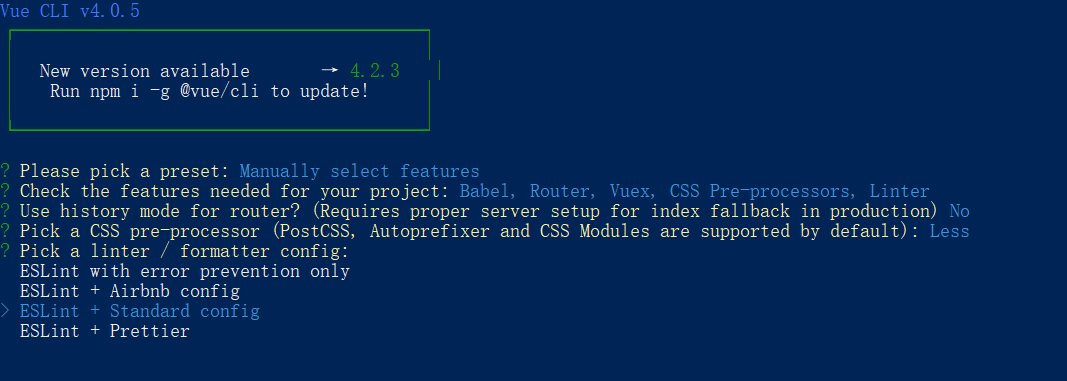 Vue CLI v4.0.5
New version available → 4.2.3
Run npm i -g @vue/cli to update!
? Please pick a preset: Manually select features
? Check the features needed for your project: Babel, Router, Vuex, CSS Pre-processors, Linter
? Use history mode for router? (Requires proper server setup for index fallback in production) No
? Pick a CSS pre-processor (PostCSS, Autoprefixer and CSS Modules are supported by default): Less
? Pick a linter / formatter config:
ESLint with error prevention only
ESLint + Airbnb config
> ESLint + Standard config
ESLint + Prettier